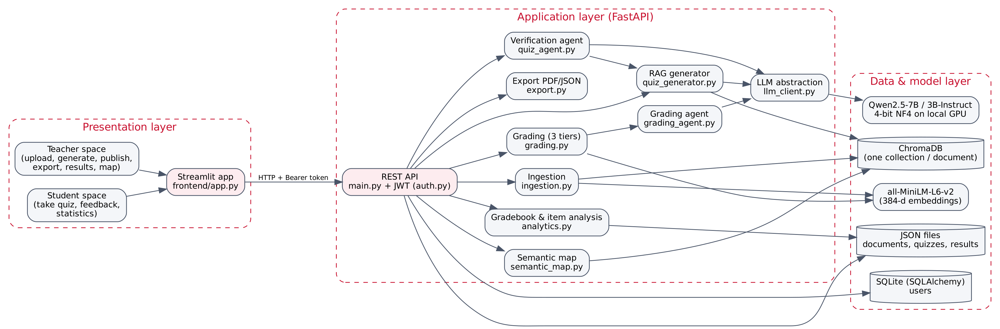 Presentation layer
Teacher space
(upload, generate, publish,
export, results, map)
Student space
(take quiz, feedback,
statistics)
Streamlit app
frontend/app.py
HTTP + Bearer token
Application layer (FastAPI)
REST API
main.py + JWT (auth.py)
Verification agent
quiz_agent.py
Export PDF/JSON
export.py
RAG generator
quiz_generator.py
LLM abstraction
llm_client.py
Grading agent
grading_agent.py
Grading (3 tiers)
grading.py
Ingestion
ingestion.py
Gradebook & item analysis
analytics.py
Semantic map
semantic_map.py
Data & model layer
Qwen2.5-7B / 3B-Instruct
4-bit NF4 on local GPU
ChromaDB
(one collection / document)
all-MiniLM-L6-v2
(384-d embeddings)
JSON files
documents, quizzes, results
SQLite (SQLAlchemy)
users